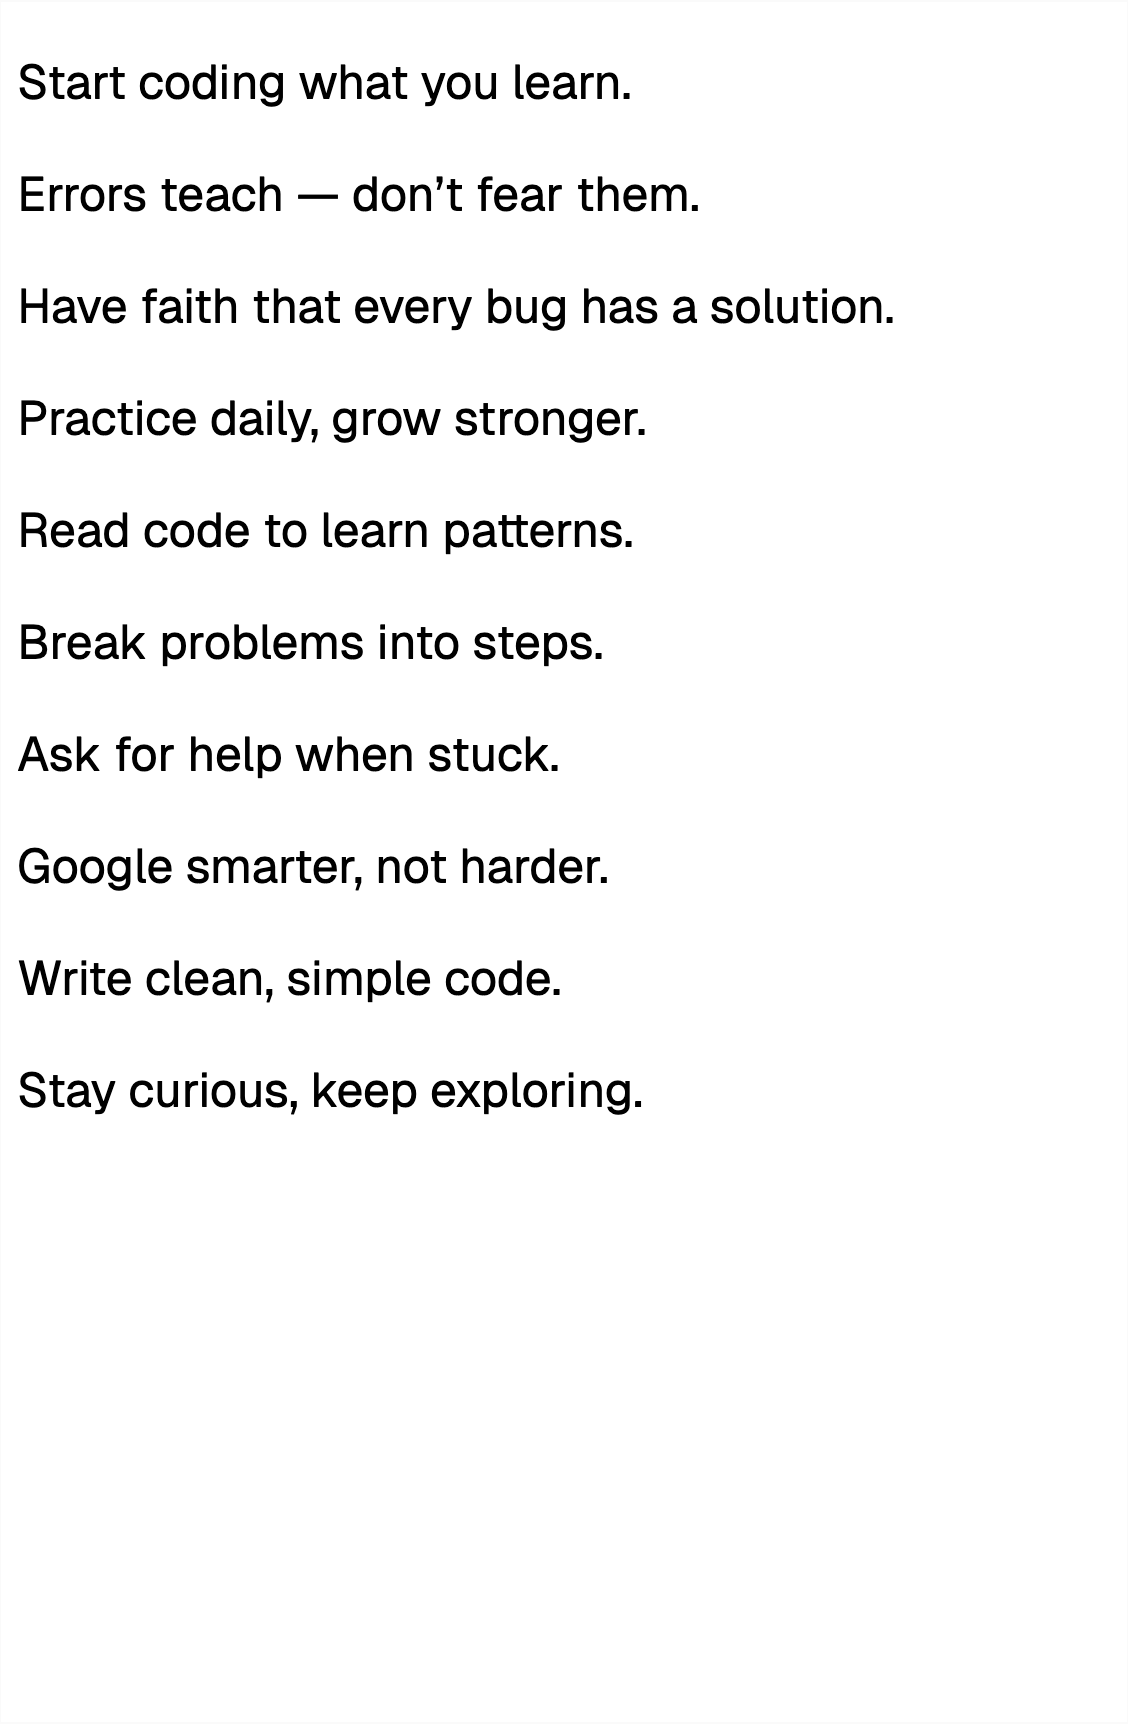 Start coding what you learn.
Errors teach — don’t fear them.
Have faith that every bug has a solution.
Practice daily, grow stronger.
Read code to learn patterns.
Break problems into steps.
Ask for help when stuck.
Google smarter, not harder.
Write clean, simple code.
Stay curious, keep exploring.